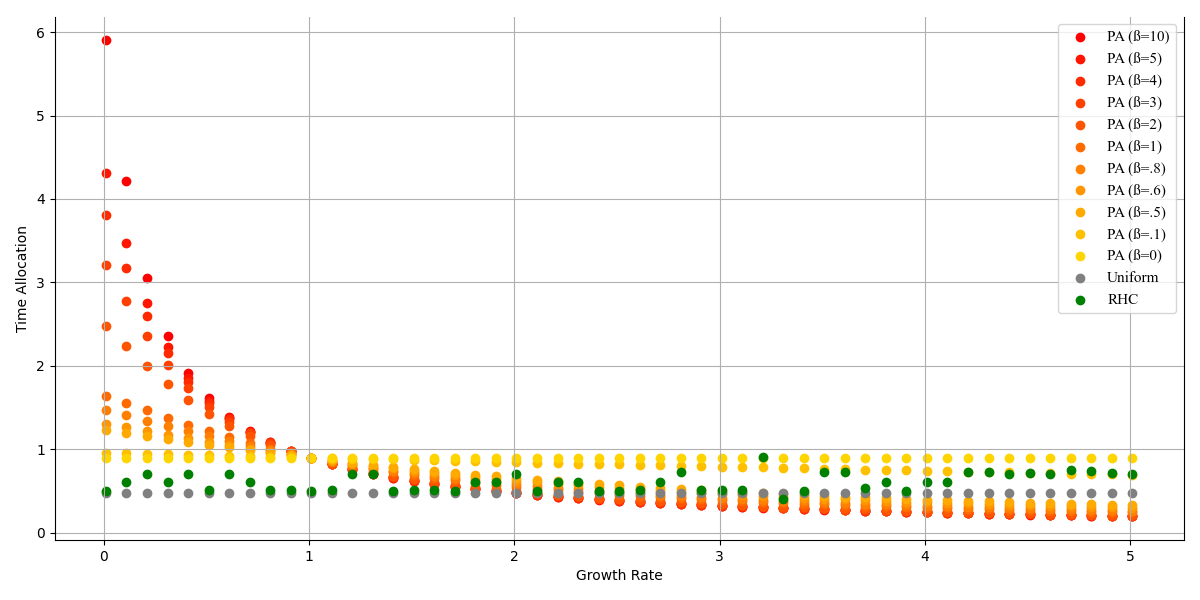 6
5
4
3
2
1
0
Time Allocation
0 1 2 3 4 5
Growth Rate
PA (ß=10)
PA (ß=5)
PA (ß=4)
PA (ß=3)
PA (ß=2)
PA (ß=1)
PA (ß=.8)
PA (ß=.6)
PA (ß=.5)
PA (ß=.1)
PA (ß=0)
Uniform
RHC